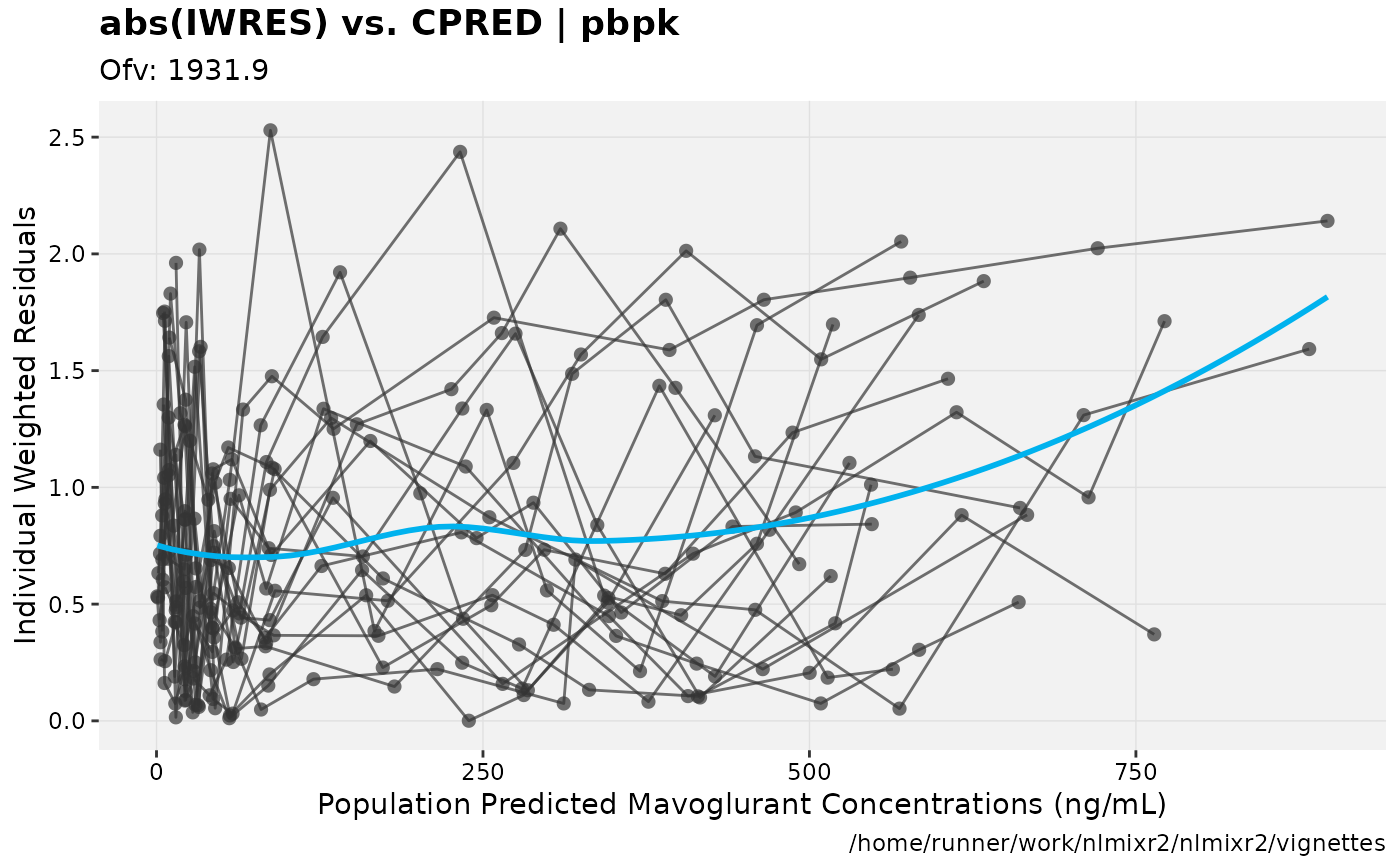 abs(IWRES) vs. CPRED | pbpk
Ofv: 1931.9
Individual Weighted Residuals
2.5
2.0
1.5
1.0
0.5
0.0
0 250 500 750
Population Predicted Mavoglurant Concentrations (ng/mL)
/home/runner/work/nlmixr2/nlmixr2/vignettes